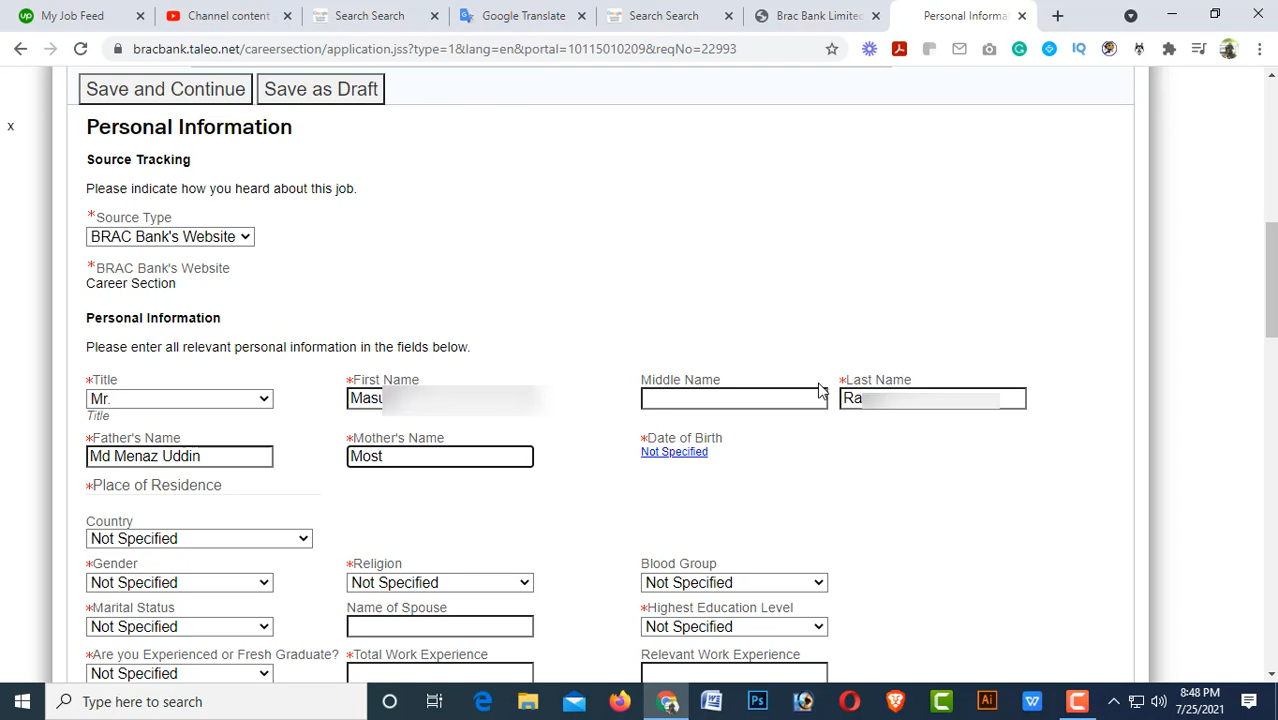 My Job Feed
Channel content
Search Search
Google Translate
Search Search
Brac Bank Limited
Personal Informa
bracbank.taleo.net/careersection/application.jss?type=1&lang=en&portal=10115010209&reqNo=22993
Save and Continue
Save as Draft
x
Personal Information
Source Tracking
Please indicate how you heard about this job.
*Source Type
BRAC Bank's Website
*BRAC Bank's Website
Career Section
Personal Information
Please enter all relevant personal information in the fields below.
*Title *First Name Middle Name *Last Name
Mr. Masu Ra
Title
*Father's Name *Mother's Name *Date of Birth
Md Menaz Uddin Most Not Specified
*Place of Residence
Country
Not Specified
*Gender *Religion Blood Group
Not Specified Not Specified Not Specified
*Marital Status Name of Spouse *Highest Education Level
Not Specified Not Specified
*Are you Experienced or Fresh Graduate? *Total Work Experience Relevant Work Experience
Not Specified
Type here to search
8:48 PM
7/25/2021